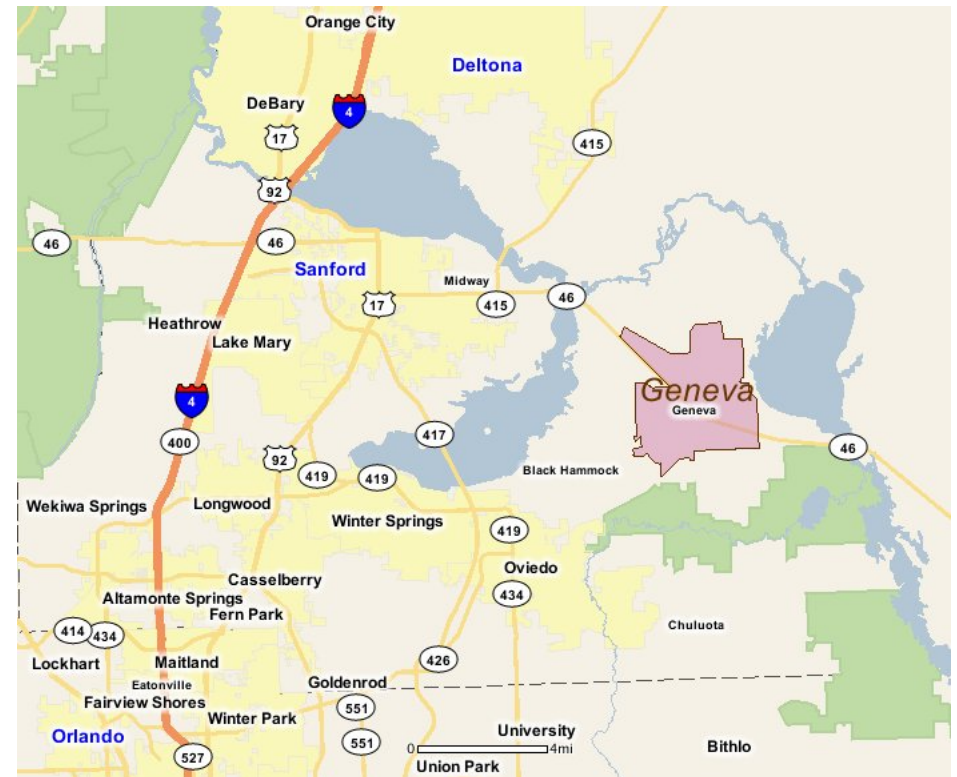 Orange City
Deltona
DeBary
4
17
415
92
46
46
Sanford
Midway
46
17
415
Heathrow
Lake Mary
Geneva
Geneva
4
400
417
46
92
419
419
Black Hammock
Wekiwa Springs
Longwood
Winter Springs
419
Oviedo
Casselberry
434
Altamonte Springs
Fern Park
Chuluota
414
434
Lockhart
Maitland
426
Eatonville
Goldenrod
Fairview Shores
551
Winter Park
University
Orlando
551
0
4mi
Bithlo
527
Union Park